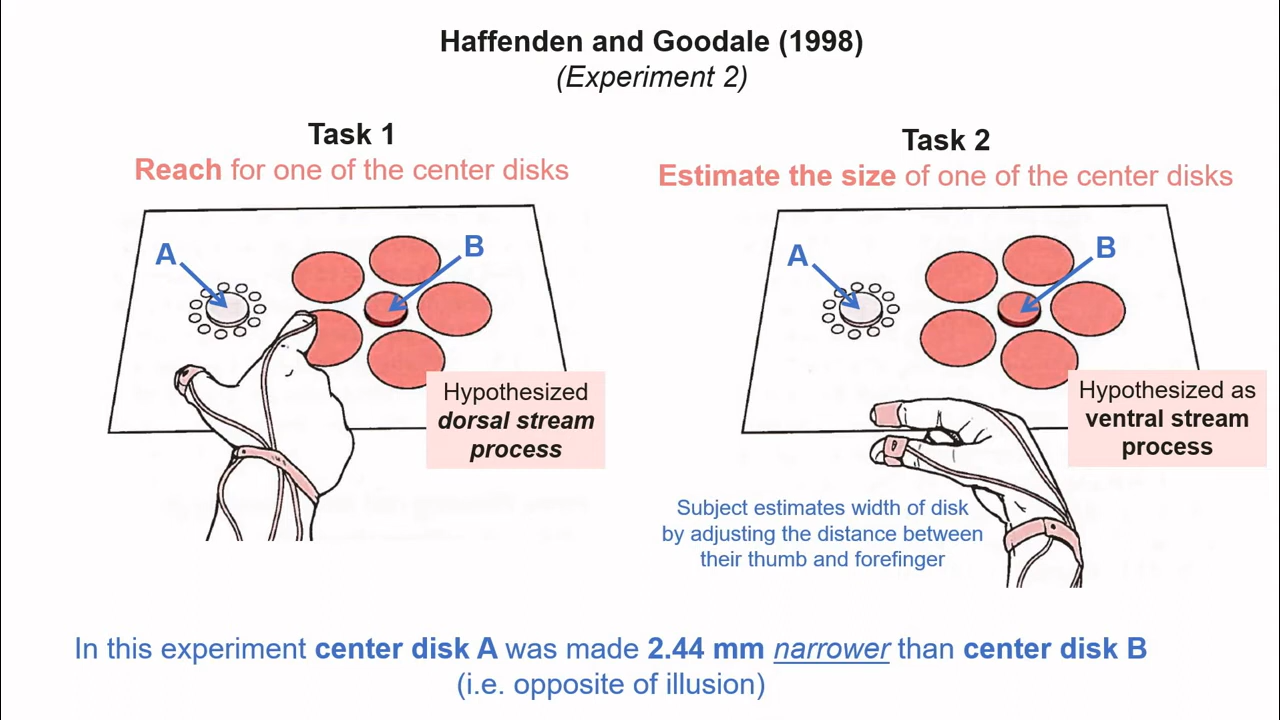 Haffenden and Goodale (1998)
(Experiment 2)
Task 1
Reach for one of the center disks
A
B
Hypothesized
dorsal stream
process
Task 2
Estimate the size of one of the center disks
A
B
Hypothesized as
ventral stream
process
Subject estimates width of disk
by adjusting the distance between
their thumb and forefinger
In this experiment center disk A was made 2.44 mm narrower than center disk B
(i.e. opposite of illusion)